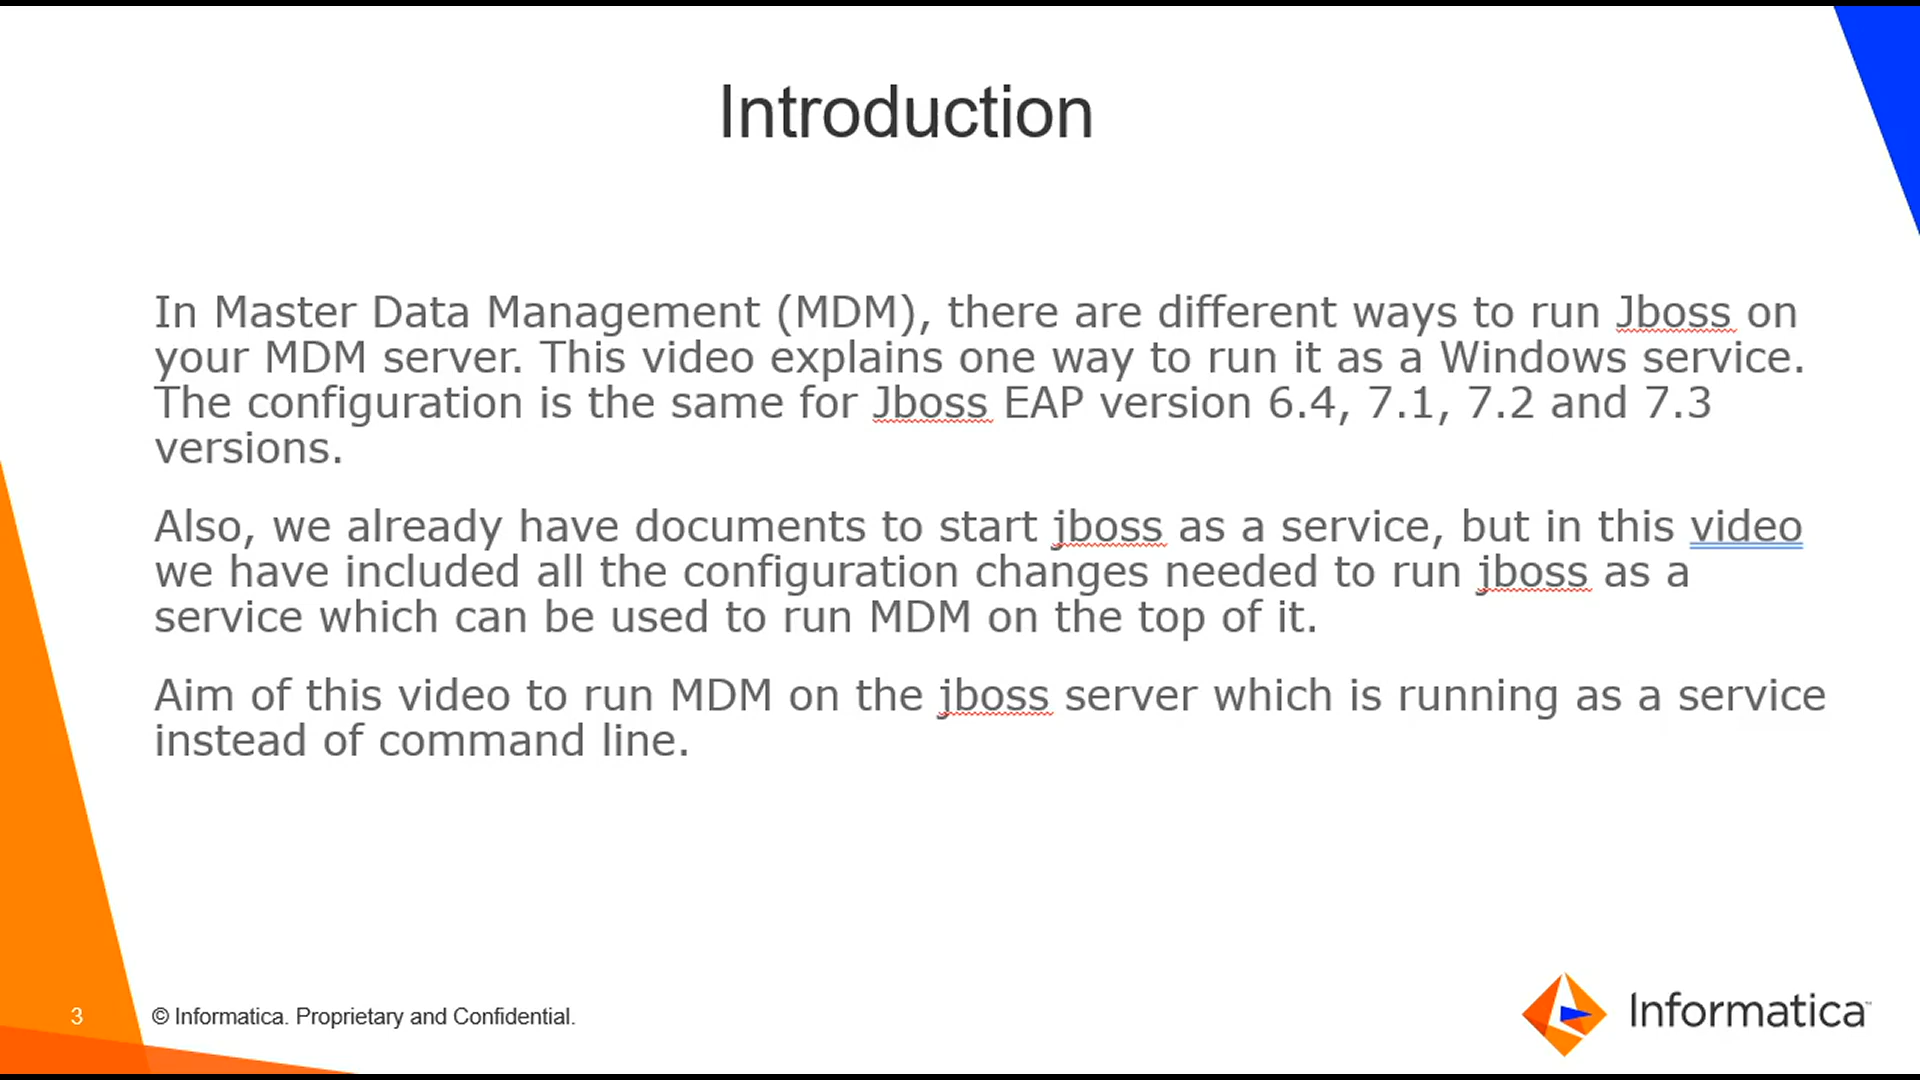 Introduction
In Master Data Management (MDM), there are different ways to run Jboss on
your MDM server. This video explains one way to run it as a Windows service.
The configuration is the same for Jboss EAP version 6.4, 7.1, 7.2 and 7.3
versions.
Also, we already have documents to start jboss as a service, but in this video
we have included all the configuration changes needed to run jboss as a
service which can be used to run MDM on the top of it.
Aim of this video to run MDM on the jboss server which is running as a service
instead of command line.
3
© Informatica. Proprietary and Confidential.
Informatica™